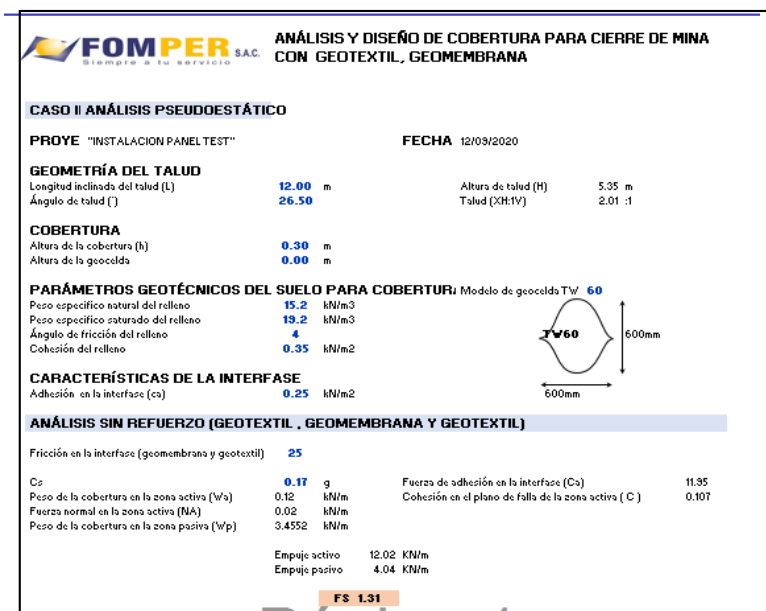 FOMPER S.A.C.
Siempre a tu servicio
ANÁLISIS Y DISEÑO DE COBERTURA PARA CIERRE DE MINA
CON GEOTEXTIL, GEOMEMBRANA
CASO II ANÁLISIS PSEUDOESTÁTICO
PROYE "INSTALACION PANEL TEST" FECHA 12/09/2020
GEOMETRÍA DEL TALUD
Longitud inclinada del talud (L) 12.00 m Altura de talud (H) 5.35 m
Ángulo de talud (°) 26.50 Talud (XH:1V) 2.01 :1
COBERTURA
Altura de la cobertura (h) 0.30 m
Altura de la geocelda 0.00 m
PARÁMETROS GEOTÉCNICOS DEL SUELO PARA COBERTUR Modelo de geocelda TW 60
Peso especifico natural del relleno 15.2 kN/m3
Peso especifico saturado del relleno 19.2 kN/m3
Ángulo de fricción del relleno 4
TW60 600mm
Cohesión del relleno 0.35 kN/m2
CARACTERÍSTICAS DE LA INTERFASE
Adhesión en la interfase (ca) 0.25 kN/m2 600mm
ANÁLISIS SIN REFUERZO (GEOTEXTIL , GEOMEMBRANA Y GEOTEXTIL)
Fricción en la interfase (geomembrana y geotextil) 25
Cs 0.17 g Fuerza de adhesión en la interfase (Ca) 11.95
Peso de la cobertura en la zona activa (Wa) 0.12 kN/m Cohesión en el plano de falla de la zona activa ( C ) 0.107
Fuerza normal en la zona activa (NA) 0.02 kN/m
Peso de la cobertura en la zona pasiva (Wp) 3.4552 kN/m
Empuje activo 12.02 KN/m
Empuje pasivo 4.04 KN/m
FS 1.31